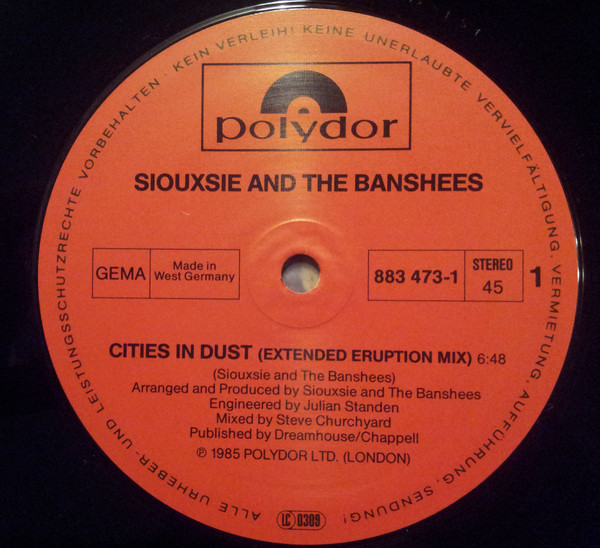 ALLE URHEBER- UND LEISTUNGSSCHUTZRECHTE VORBEHALTEN · KEIN VERLEIH! KEINE UNERLAUBTE VERVIELFÄLTIGUNG, VERMIETUNG, AUFFÜHRUNG, SENDUNG!
polydor
SIOUXSIE AND THE BANSHEES
GEMA
Made in
West Germany
883 473-1
STEREO
45
1
CITIES IN DUST (EXTENDED ERUPTION MIX) 6:48
(Siouxsie and The Banshees)
Arranged and Produced by Siouxsie and The Banshees
Engineered by Julian Standen
Mixed by Steve Churchyard
Published by Dreamhouse/Chappell
℗ 1985 POLYDOR LTD. (LONDON)
LC 0309